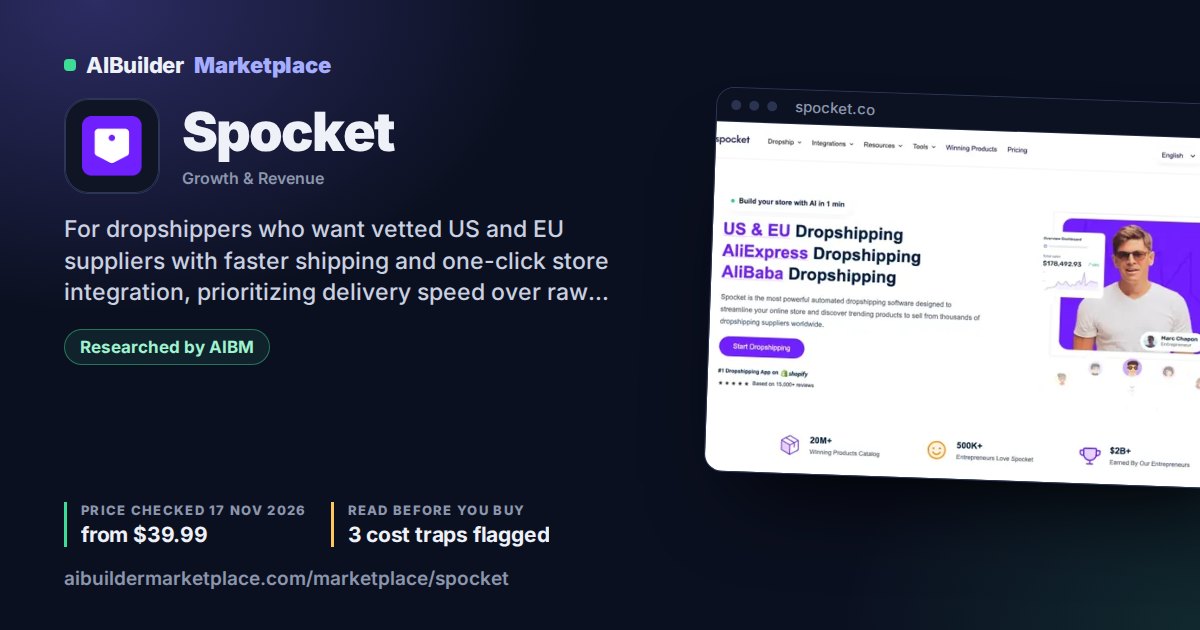 AIBuilder Marketplace
Spocket
Growth & Revenue
For dropshippers who want vetted US and EU
suppliers with faster shipping and one-click store
integration, prioritizing delivery speed over raw...
Researched by AIBM
PRICE CHECKED 17 NOV 2026
from $39.99
READ BEFORE YOU BUY
3 cost traps flagged
aibuildermarketplace.com/marketplace/spocket
spocket.co
spocket
Dropship
Integrations
Resources
Tools
Winning Products
Pricing
English
Build your store with AI in 1 min
US & EU Dropshipping
AliExpress Dropshipping
AliBaba Dropshipping
Spocket is the most powerful automated dropshipping software designed to
streamline your online store and discover trending products to sell from thousands of
dropshipping suppliers worldwide.
Start Dropshipping
#1 Dropshipping App on shopify
Based on 15,000+ reviews
$178,492.93
Marc Chapon
Entrepreneur
20M+
Winning Products Catalog
500K+
Entrepreneurs Love Spocket
$2B+
Earned By Our Entrepreneurs